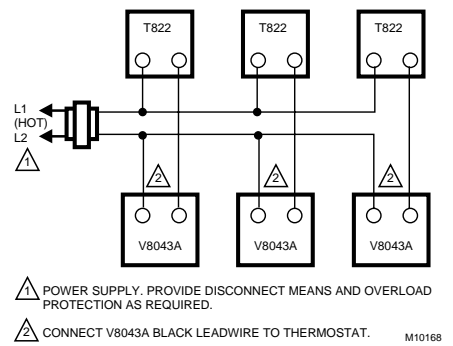 T822 T822 T822
L1
(HOT)
L2
1
2 2 2
V8043A V8043A V8043A
1 POWER SUPPLY. PROVIDE DISCONNECT MEANS AND OVERLOAD
PROTECTION AS REQUIRED.
2 CONNECT V8043A BLACK LEADWIRE TO THERMOSTAT.
M10168